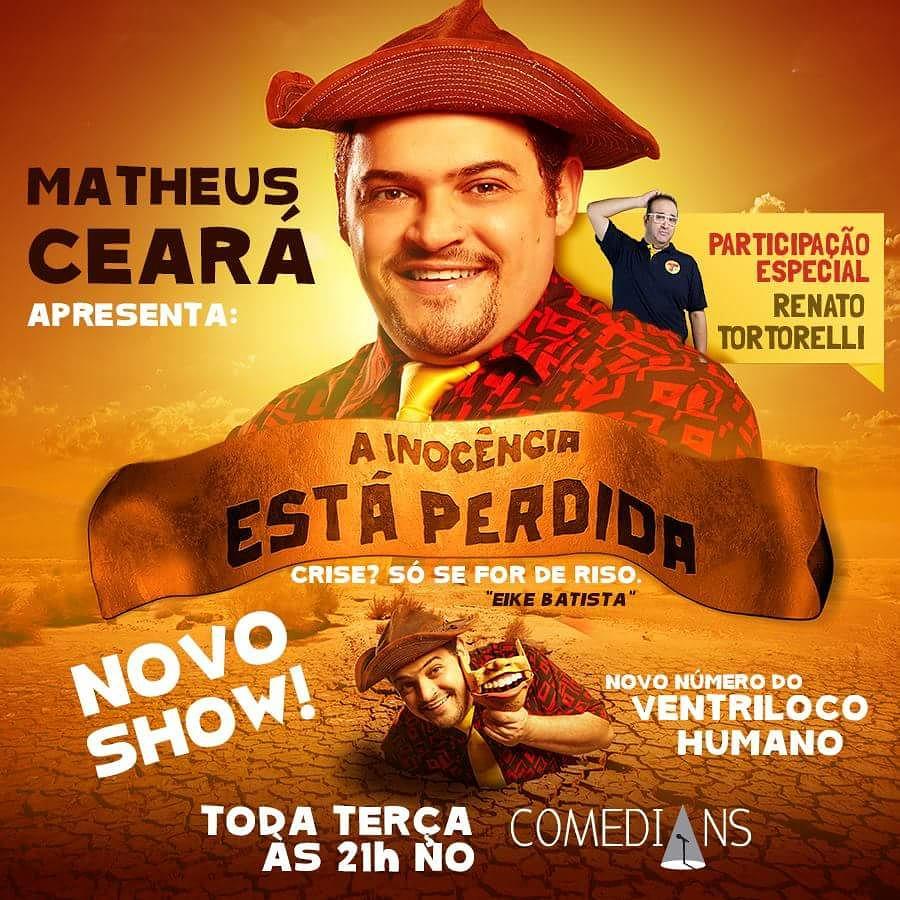 MATHEUS
CEARÁ
APRESENTA:
PARTICIPAÇÃO
ESPECIAL
RENATO
TORTORELLI
A INOCÊNCIA
ESTÁ PERDIDA
CRISE? SÓ SE FOR DE RISO.
"EIKE BATISTA"
NOVO
SHOW!
NOVO NÚMERO DO
VENTRILOCO
HUMANO
TODA TERÇA
ÀS 21h NO
COMEDIANS